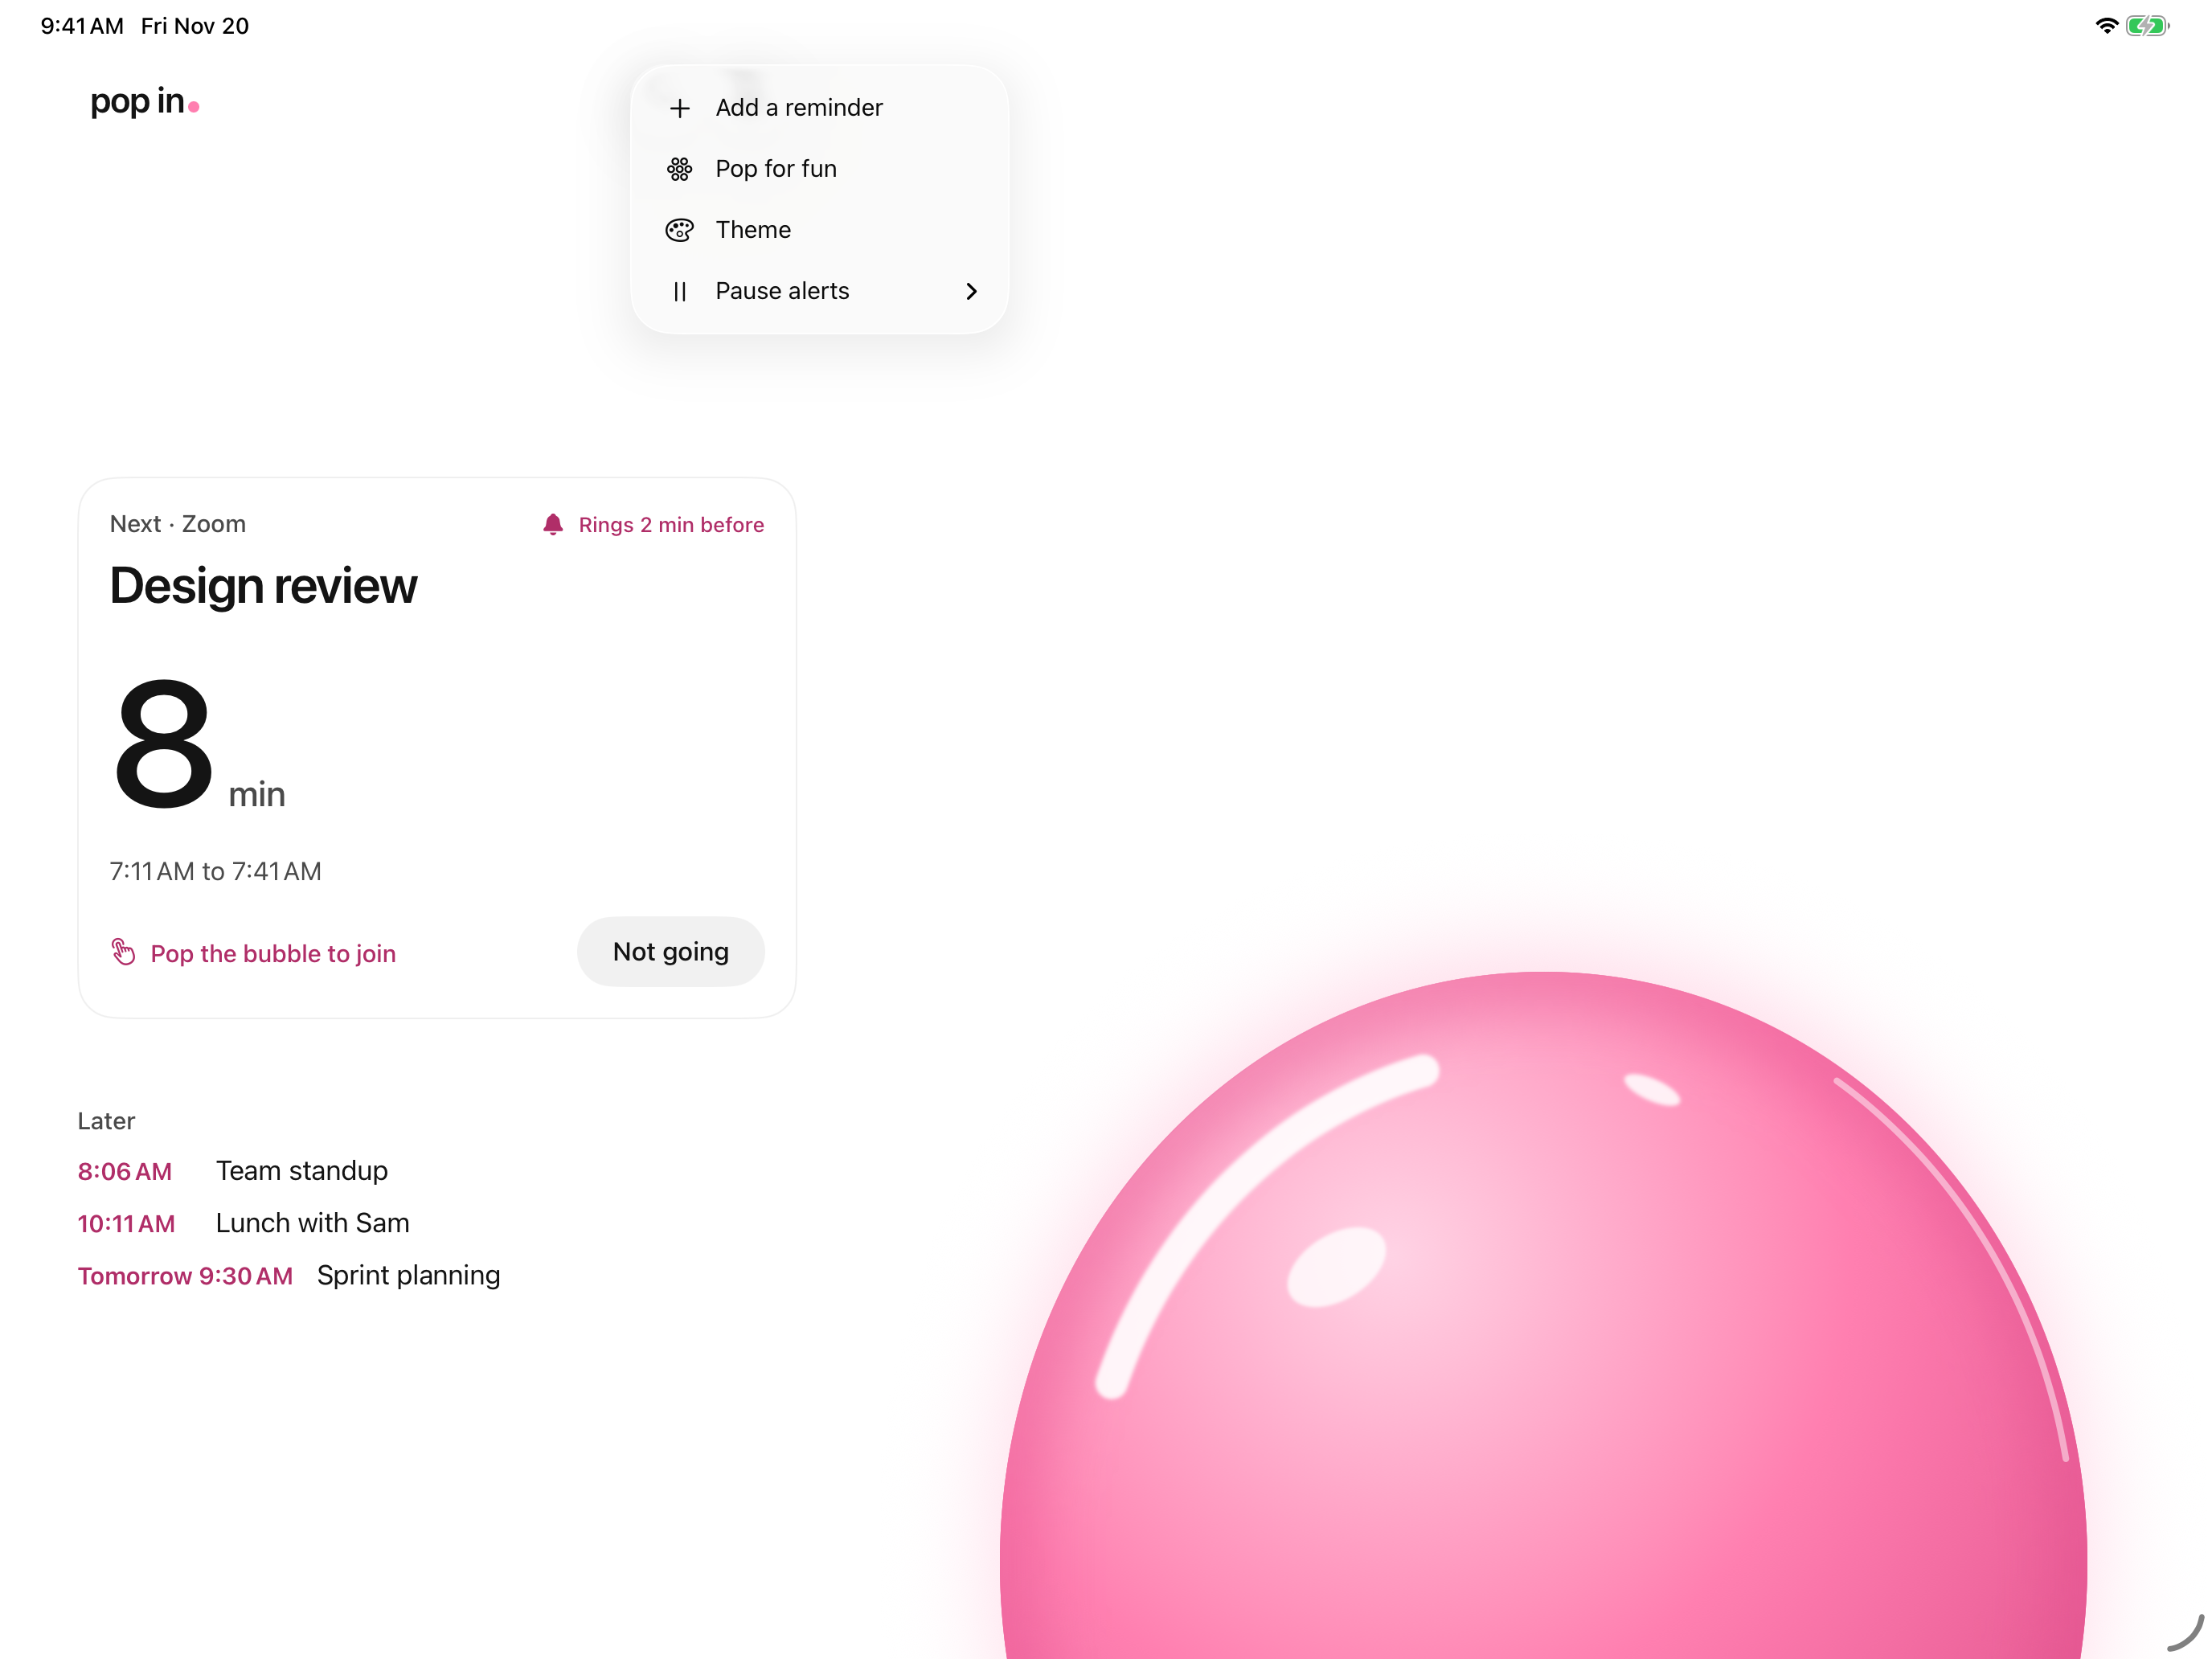 9:41 AM Fri Nov 20
pop in
Add a reminder
Pop for fun
Theme
Pause alerts
Next · Zoom
Rings 2 min before
Design review
8 min
7:11 AM to 7:41 AM
Pop the bubble to join
Not going
Later
8:06 AM Team standup
10:11 AM Lunch with Sam
Tomorrow 9:30 AM Sprint planning